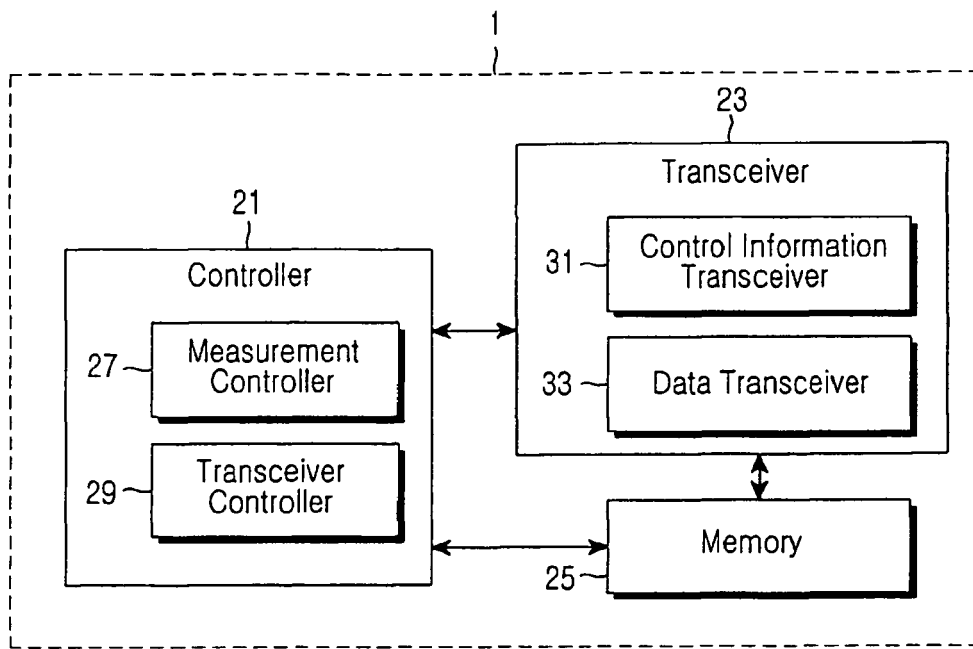 1
23
Transceiver
31
Control Information
Transceiver
33
Data Transceiver
21
Controller
27
Measurement
Controller
29
Transceiver
Controller
Memory
25